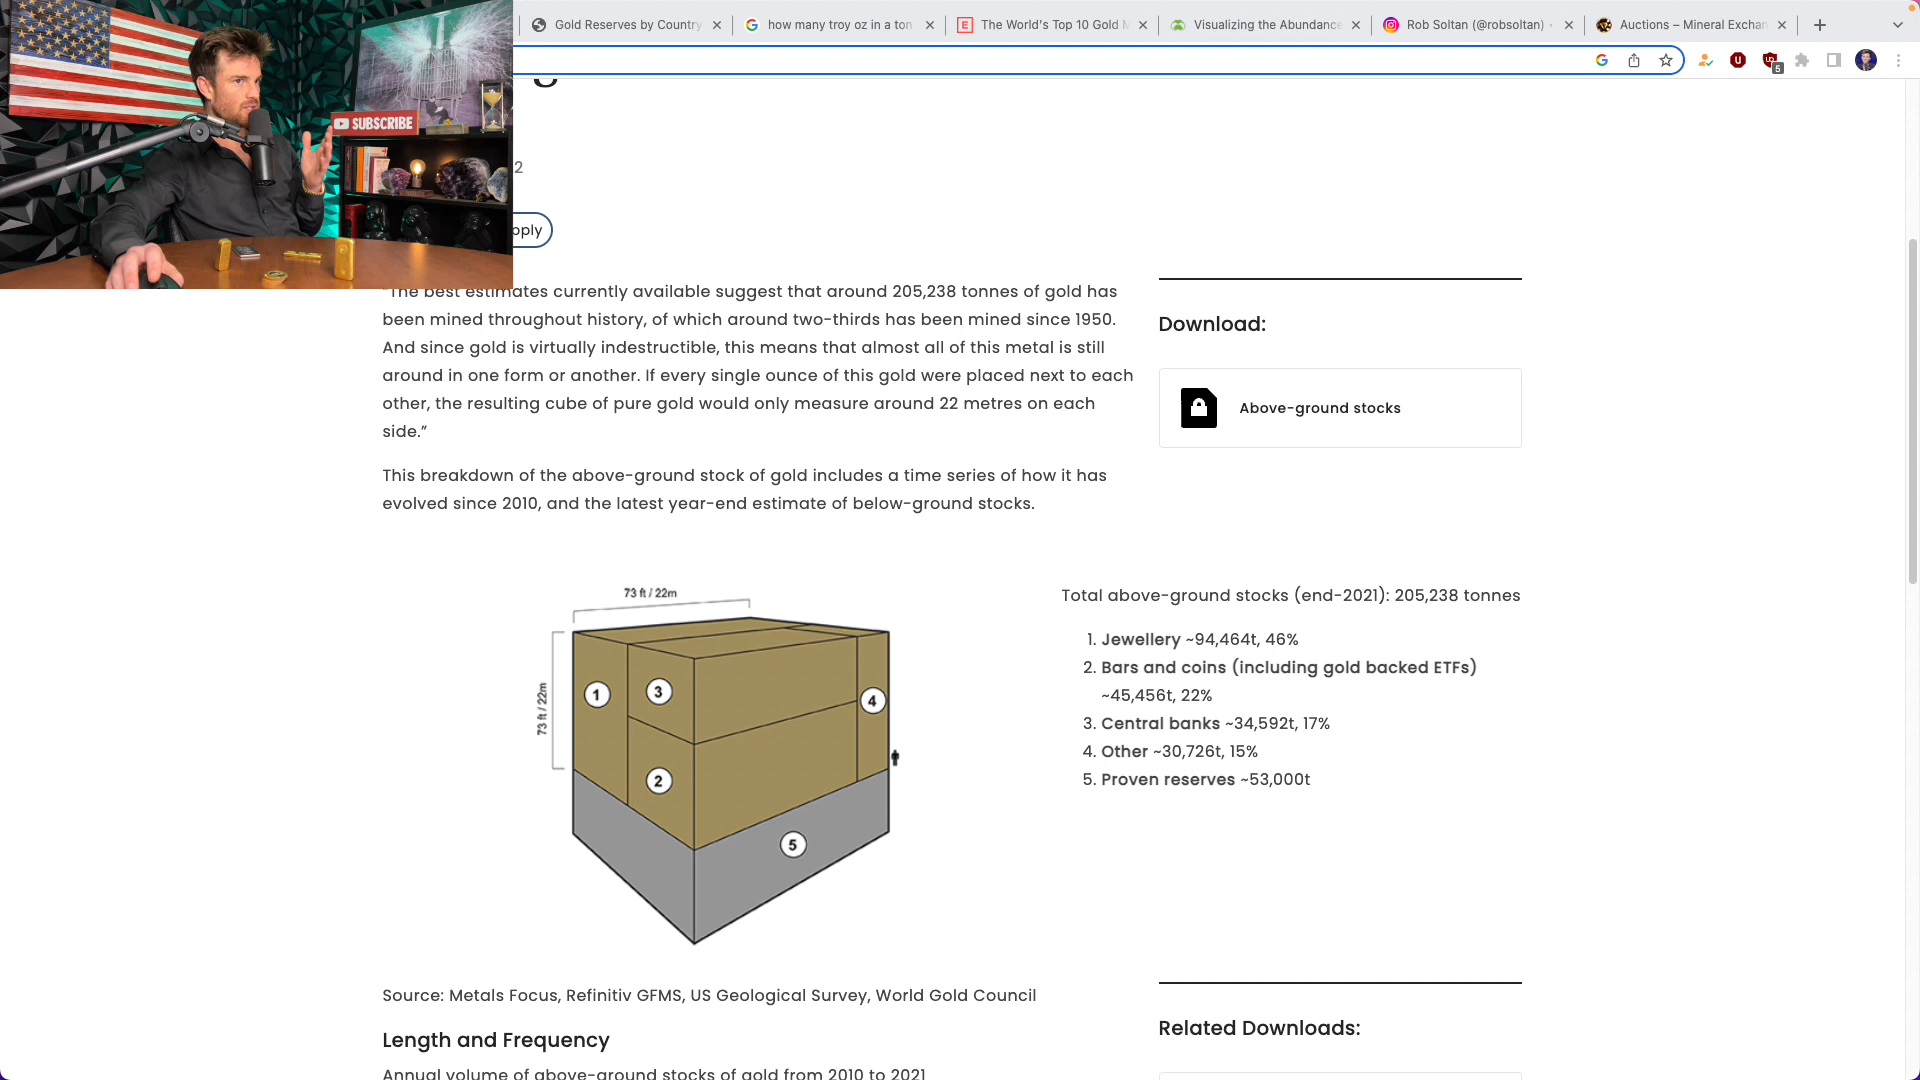 Gold Reserves by Country
how many troy oz in a ton
The World's Top 10 Gold M
Visualizing the Abundance
Rob Soltan (@robsoltan)
Auctions – Mineral Exchan
SUBSCRIBE
5
2
pply
"The best estimates currently available suggest that around 205,238 tonnes of gold has
been mined throughout history, of which around two-thirds has been mined since 1950.
And since gold is virtually indestructible, this means that almost all of this metal is still
around in one form or another. If every single ounce of this gold were placed next to each
other, the resulting cube of pure gold would only measure around 22 metres on each
side.”
This breakdown of the above-ground stock of gold includes a time series of how it has
evolved since 2010, and the latest year-end estimate of below-ground stocks.
Download:
Above-ground stocks
73 ft / 22m
73 ft / 22m
1
3
4
2
5
Total above-ground stocks (end-2021): 205,238 tonnes
1. Jewellery ~94,464t, 46%
2. Bars and coins (including gold backed ETFs)
~45,456t, 22%
3. Central banks ~34,592t, 17%
4. Other ~30,726t, 15%
5. Proven reserves ~53,000t
Source: Metals Focus, Refinitiv GFMS, US Geological Survey, World Gold Council
Length and Frequency
Annual volume of above-ground stocks of gold from 2010 to 2021
Related Downloads: